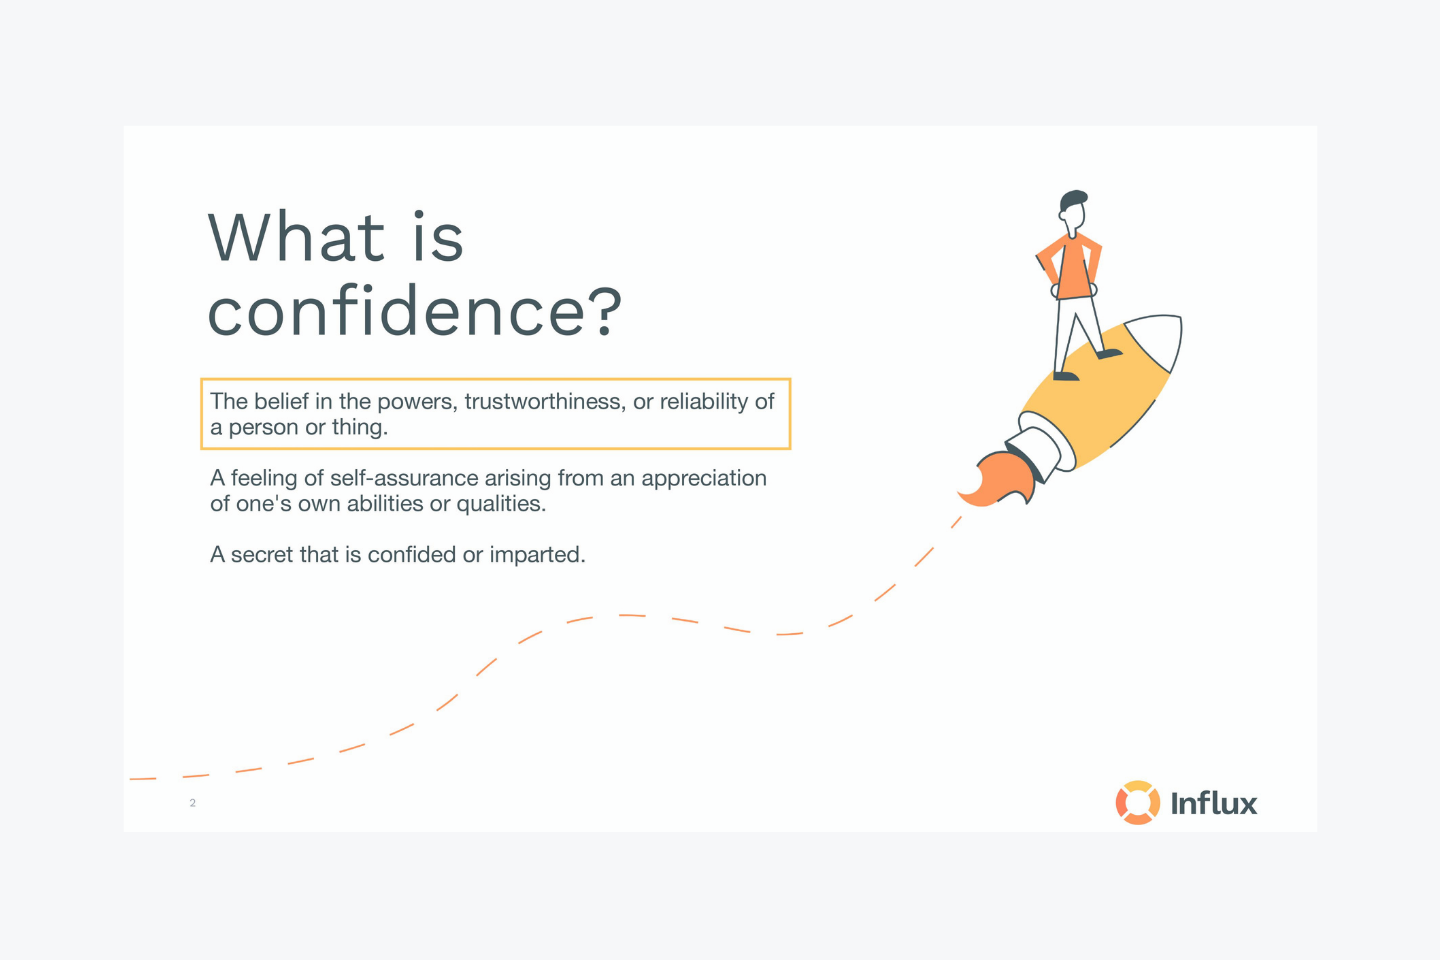 What is
confidence?
The belief in the powers, trustworthiness, or reliability of
a person or thing.
A feeling of self-assurance arising from an appreciation
of one's own abilities or qualities.
A secret that is confided or imparted.
2
Influx